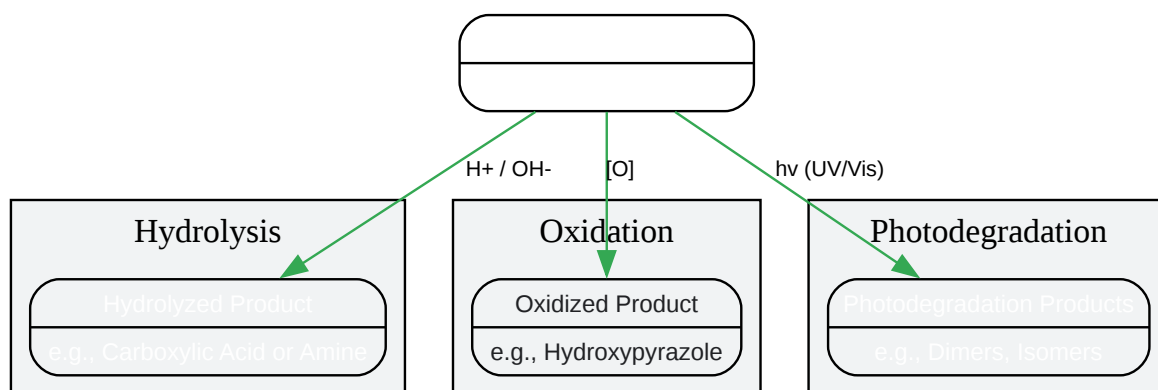 H+ / OH-
[O]
hv (UV/Vis)
Hydrolysis
Oxidation
Photodegradation
Hydrolyzed Product
e.g., Carboxylic Acid or Amine
Oxidized Product
e.g., Hydroxypyrazole
Photodegradation Products
e.g., Dimers, Isomers